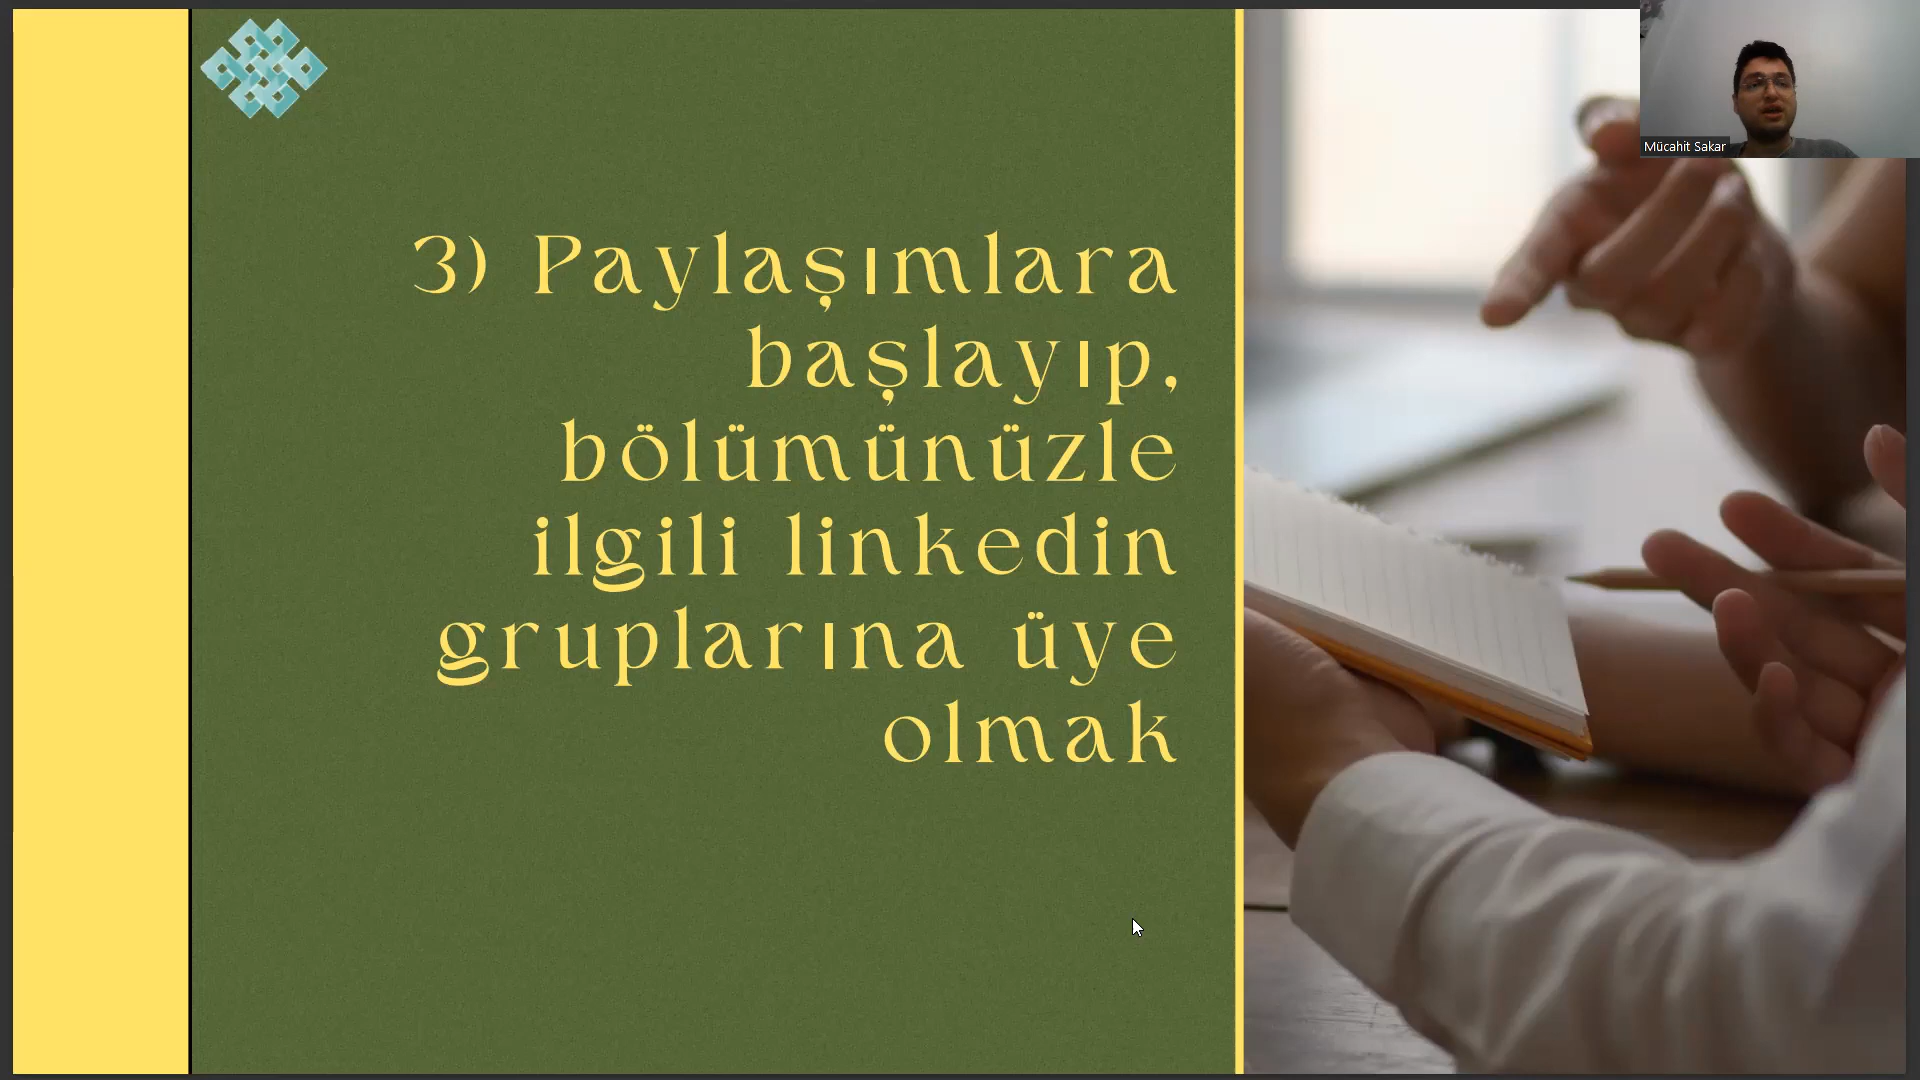 3) Paylaşımlara
başlayıp,
bölümünüzle
ilgili linkedin
gruplarına üye
olmak
Mücahit Sakar